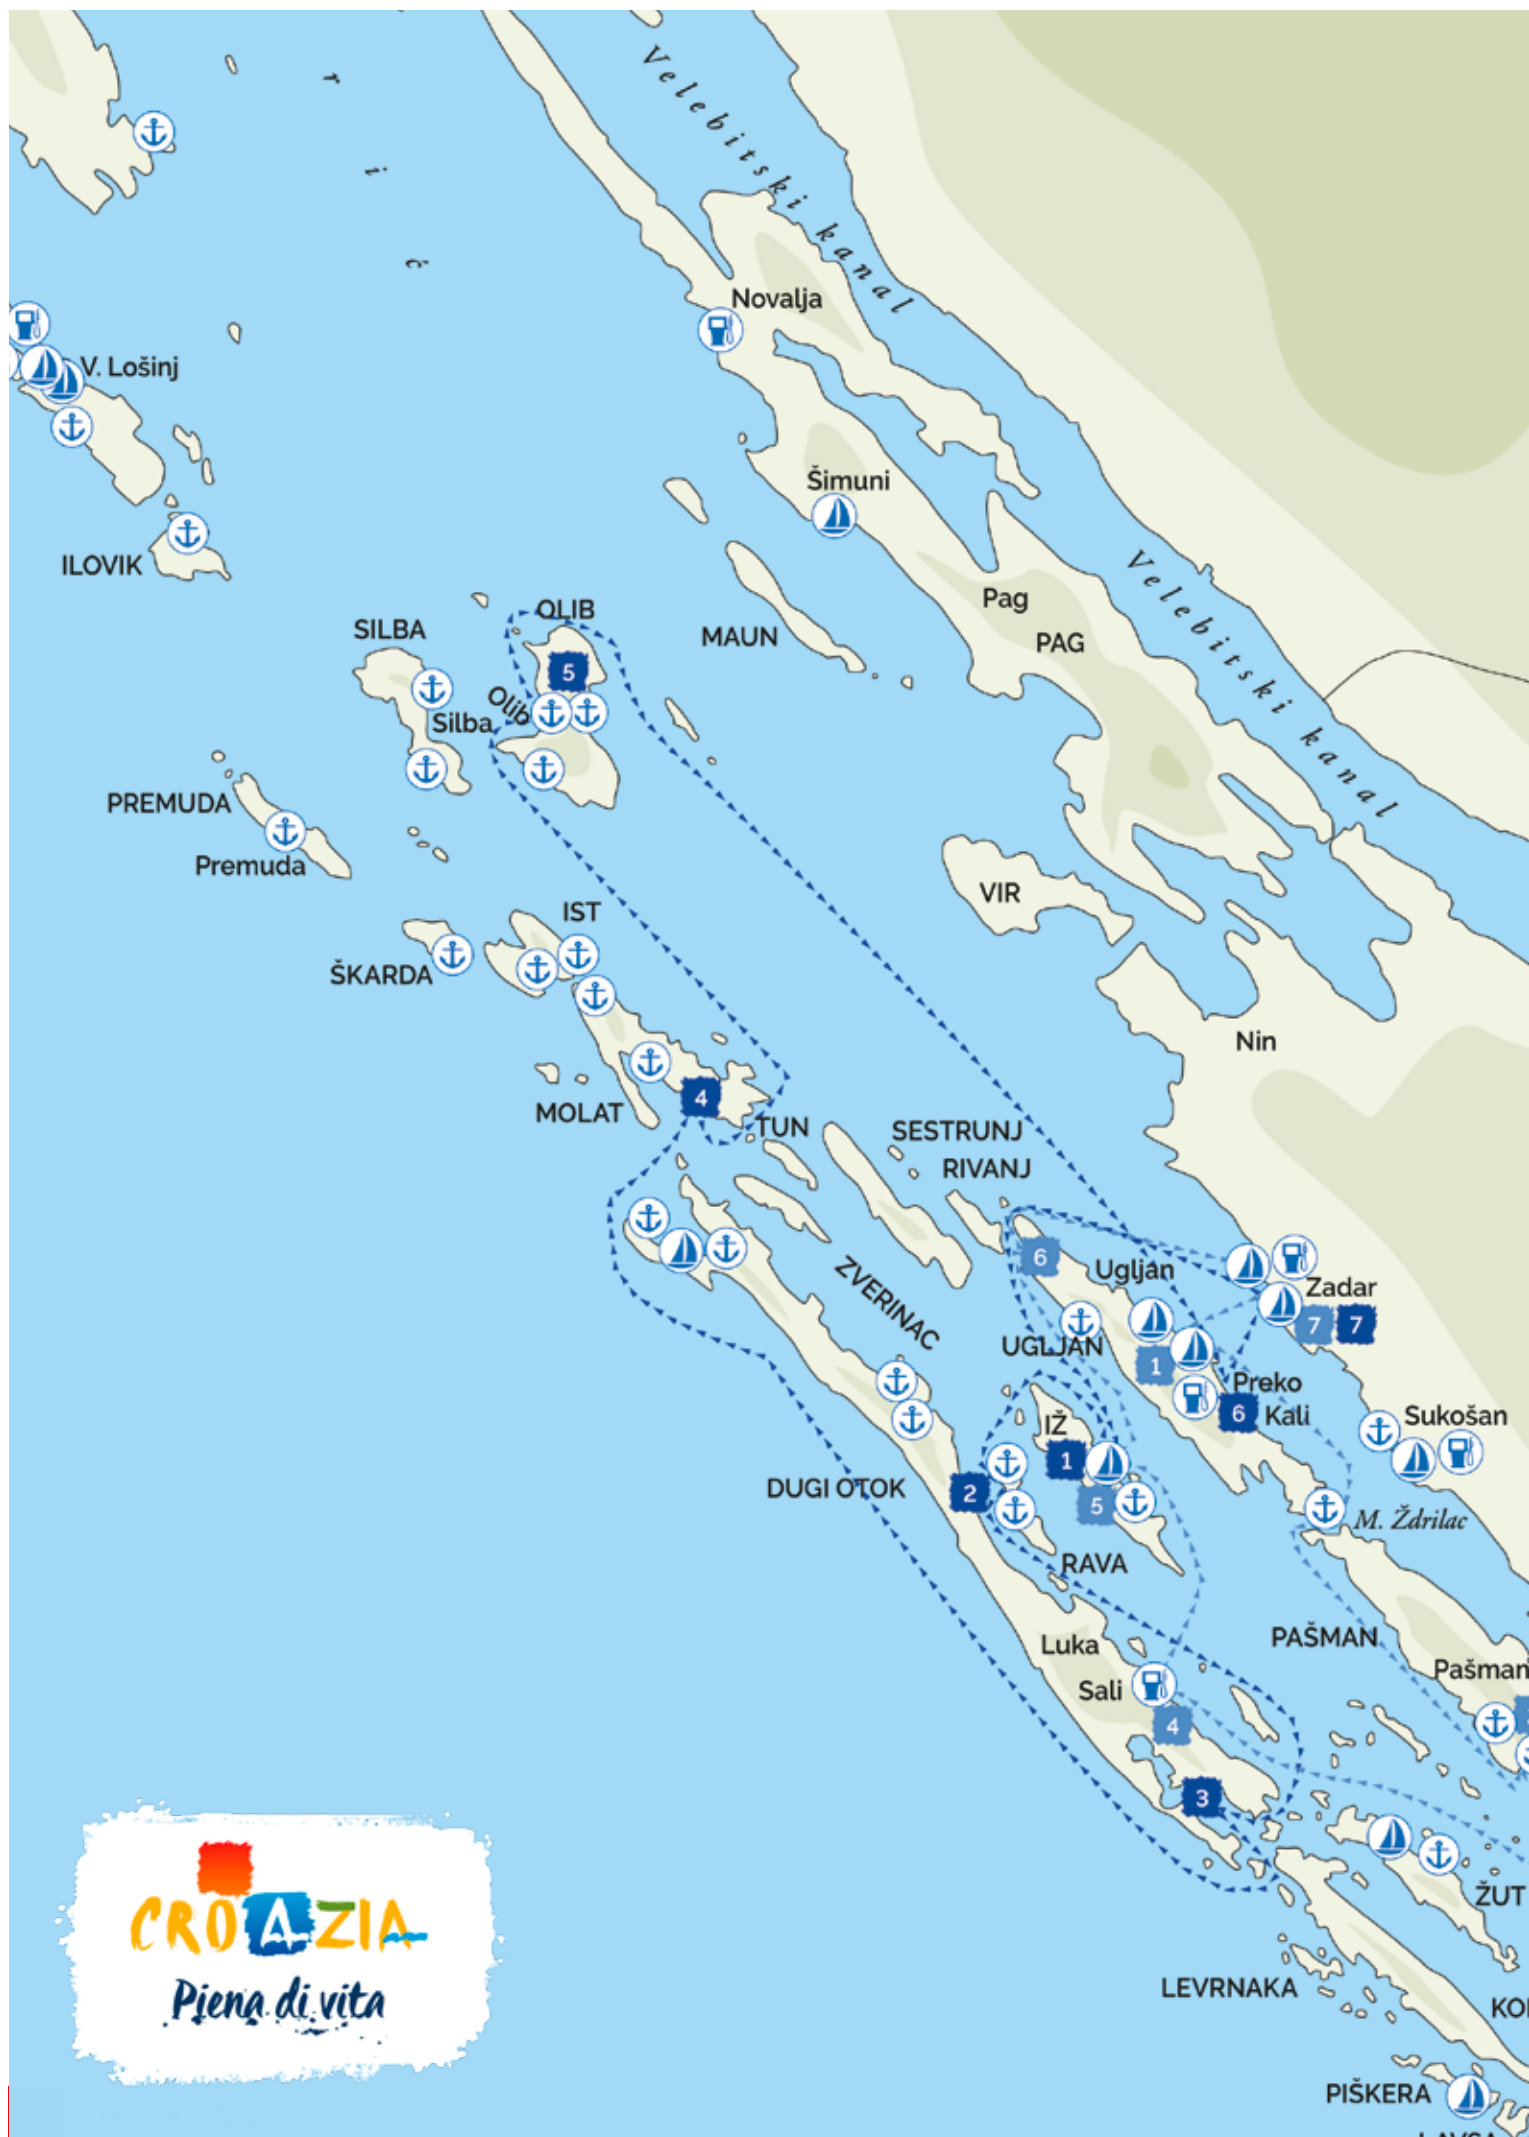 r
i
ć
Velebitski kanal
Novalja
V. Lošinj
Šimuni
ILOVIK
Velebitski kanal
Pag
OLIB
SILBA
MAUN
PAG
5
Olib
Silba
PREMUDA
Premuda
VIR
IST
ŠKARDA
Nin
4
MOLAT
TUN
SESTRUNJ
RIVANJ
6
Ugljan
Zadar
ZVERINAC
7
7
UGLJAN
1
Preko
6
Kali
IŽ
Sukošan
1
DUGI OTOK
2
5
M. Ždrilac
RAVA
Luka
PAŠMAN
Pašman
Sali
4
3
CROAZIA
Piena di vita
ŽUT
LEVRNAKA
KO
PIŠKERA